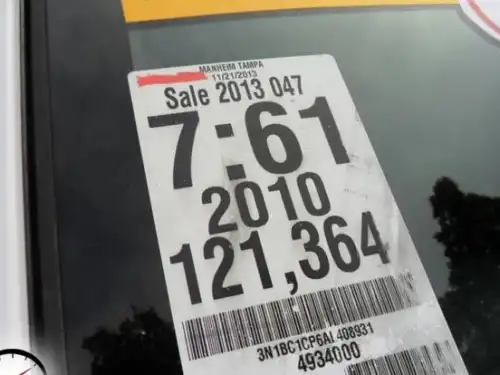 MANHEIM TAMPA
11/21/2013
Sale 2013 047
7:61
2010
121,364
3N1BC1CP6AL408931
4934000